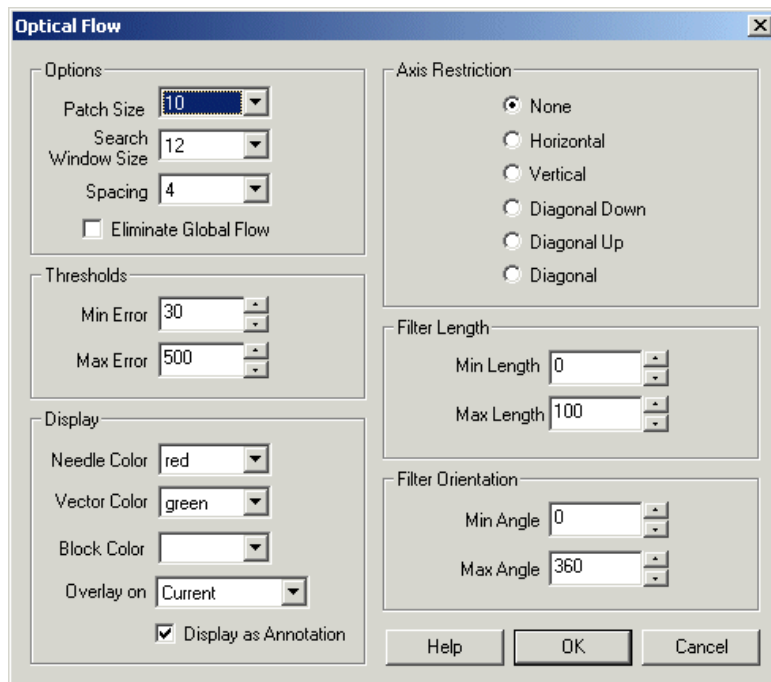 Optical Flow
Options
Patch Size 10
Search
Window Size 12
Spacing 4
Eliminate Global Flow
Thresholds
Min Error 30
Max Error 500
Display
Needle Color red
Vector Color green
Block Color
Overlay on Current
Display as Annotation
Axis Restriction
None
Horizontal
Vertical
Diagonal Down
Diagonal Up
Diagonal
Filter Length
Min Length 0
Max Length 100
Filter Orientation
Min Angle 0
Max Angle 360
Help OK Cancel